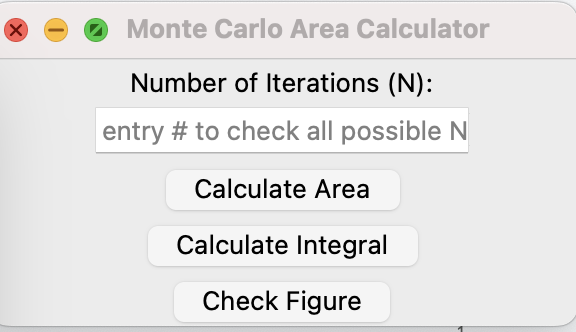 Monte Carlo Area Calculator
Number of Iterations (N):
entry # to check all possible N
Calculate Area
Calculate Integral
Check Figure